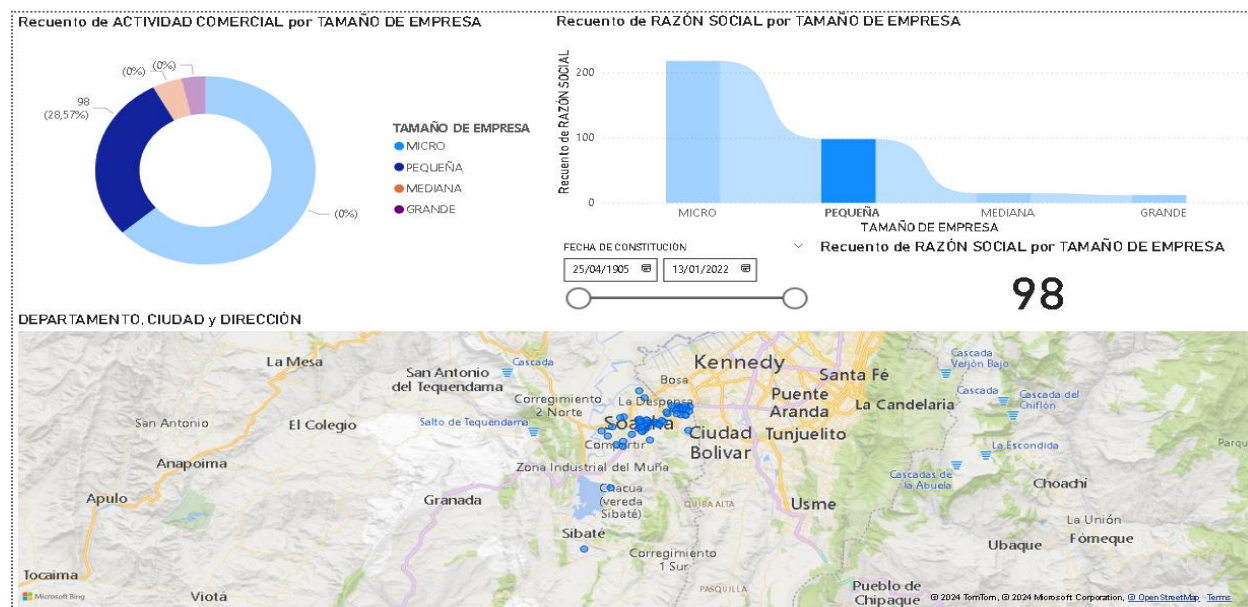 Recuento de ACTIVIDAD COMERCIAL por TAMAÑO DE EMPRESA
(0%)
(0%)
98
(28,57%)
(0%)
TAMAÑO DE EMPRESA
MICRO
PEQUEÑA
MEDIANA
GRANDE
Recuento de RAZÓN SOCIAL por TAMAÑO DE EMPRESA
Recuento de RAZÓN SOCIAL
200
100
0
MICRO
PEQUEÑA
MEDIANA
GRANDE
TAMAÑO DE EMPRESA
FECHA DE CONSTITUCIÓN
25/04/1905
13/01/2022
Recuento de RAZÓN SOCIAL por TAMAÑO DE EMPRESA
98
DEPARTAMENTO, CIUDAD y DIRECCIÓN
La Mesa
San Antonio
del Tequendama
Cascada
Kennedy
Bosa
Santa Fé
Cascada
Verjón Bajo
Corregimiento
2 Norte
La Despensa
Puente
Aranda
La Candelaria
Cascada
Cascada del
Chiflón
San Antonio
El Colegio
Salto de Tequendama
Compartir
Ciudad
Bolivar
Tunjuelito
La Escondida
Parqu
Anapoima
Zona Industrial del Muña
Cascadas de
la Abuela
Choachí
Apulo
Granada
Chacua
(vereda
Sibaté)
QUIBA ALTA
Usme
La Unión
Sibaté
Ubaque
Fómeque
Corregimiento
1 Sur
Tocaima
Viotá
PASQUILLA
Pueblo de
Chipaque
Microsoft Bing
© 2024 TomTom, © 2024 Microsoft Corporation, © OpenStreetMap Terms